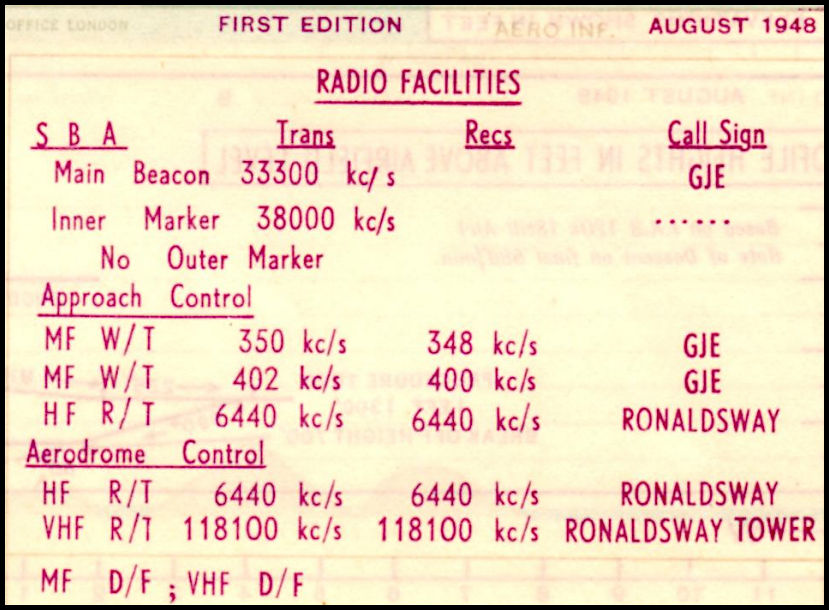 OFFICE LONDON FIRST EDITION AERO INF. AUGUST 1948
RADIO FACILITIES
S B A Trans Recs Call Sign
Main Beacon 33300 kc/s GJE
Inner Marker 38000 kc/s ......
No Outer Marker
Approach Control
MF W/T 350 kc/s 348 kc/s GJE
MF W/T 402 kc/s 400 kc/s GJE
HF R/T 6440 kc/s 6440 kc/s RONALDSWAY
Aerodrome Control
HF R/T 6440 kc/s 6440 kc/s RONALDSWAY
VHF R/T 118100 kc/s 118100 kc/s RONALDSWAY TOWER
MF D/F ; VHF D/F